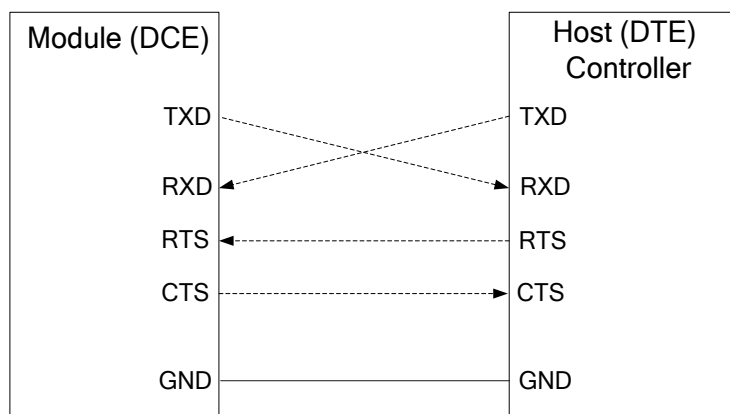 Module (DCE)
Host (DTE)
Controller
TXD
TXD
RXD
RXD
RTS
RTS
CTS
CTS
GND
GND